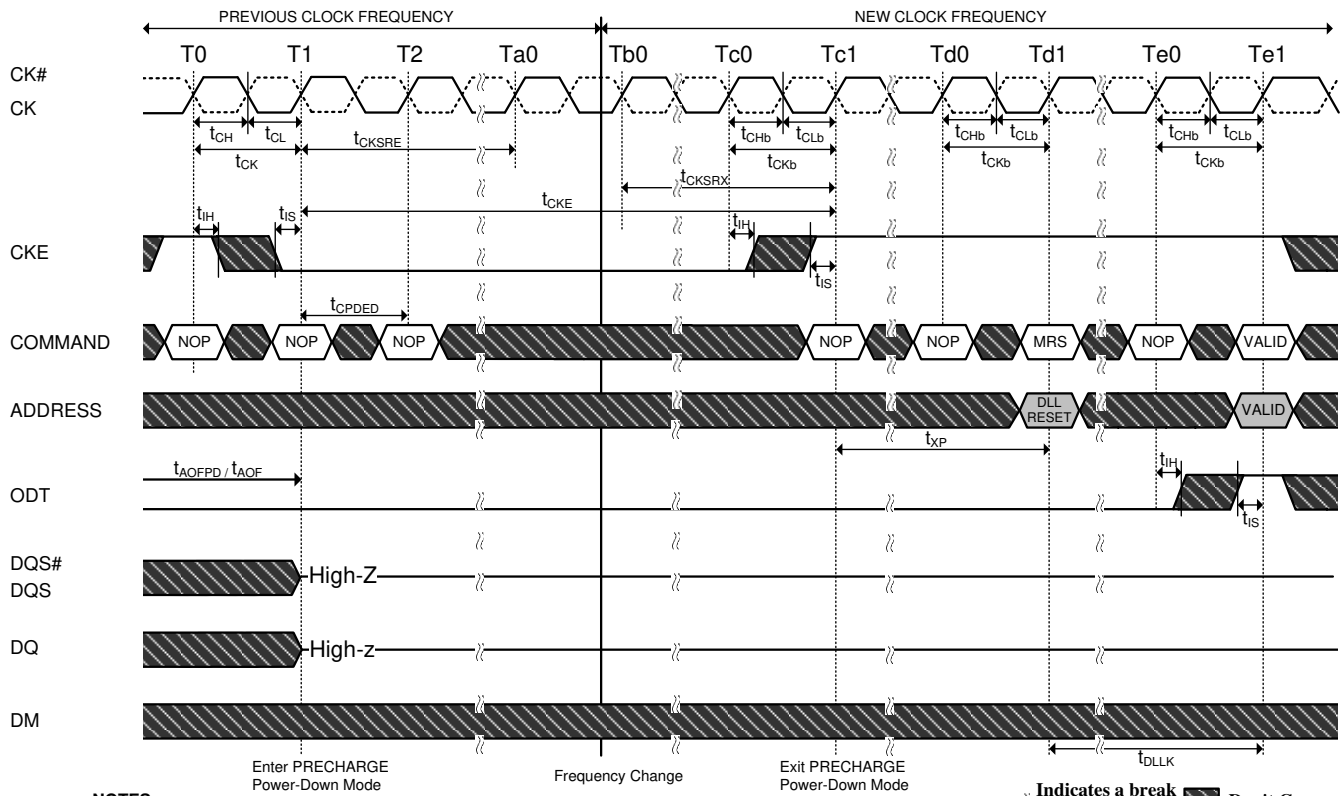 PREVIOUS CLOCK FREQUENCY NEW CLOCK FREQUENCY
T0 T1 T2 Ta0 Tb0 Tc0 Tc1 Td0 Td1 Te0 Te1
CK#
CK
tCH tCL tCHb tCLb tCHb tCLb tCHb tCLb
tCK tCKSRE tCKb tCKb tCKb
tCKSRX
tCKE
tIH tIS tIH
CKE
tIS
tCPDED
COMMAND NOP NOP NOP NOP NOP MRS NOP VALID
ADDRESS DLL RESET VALID
tXP
tAOFPD / tAOF tIH
ODT
tIS
DQS#
DQS
High-Z
DQ High-z
DM
tDLLK
Enter PRECHARGE
Power-Down Mode
Frequency Change
Exit PRECHARGE
Power-Down Mode
Indicates a break